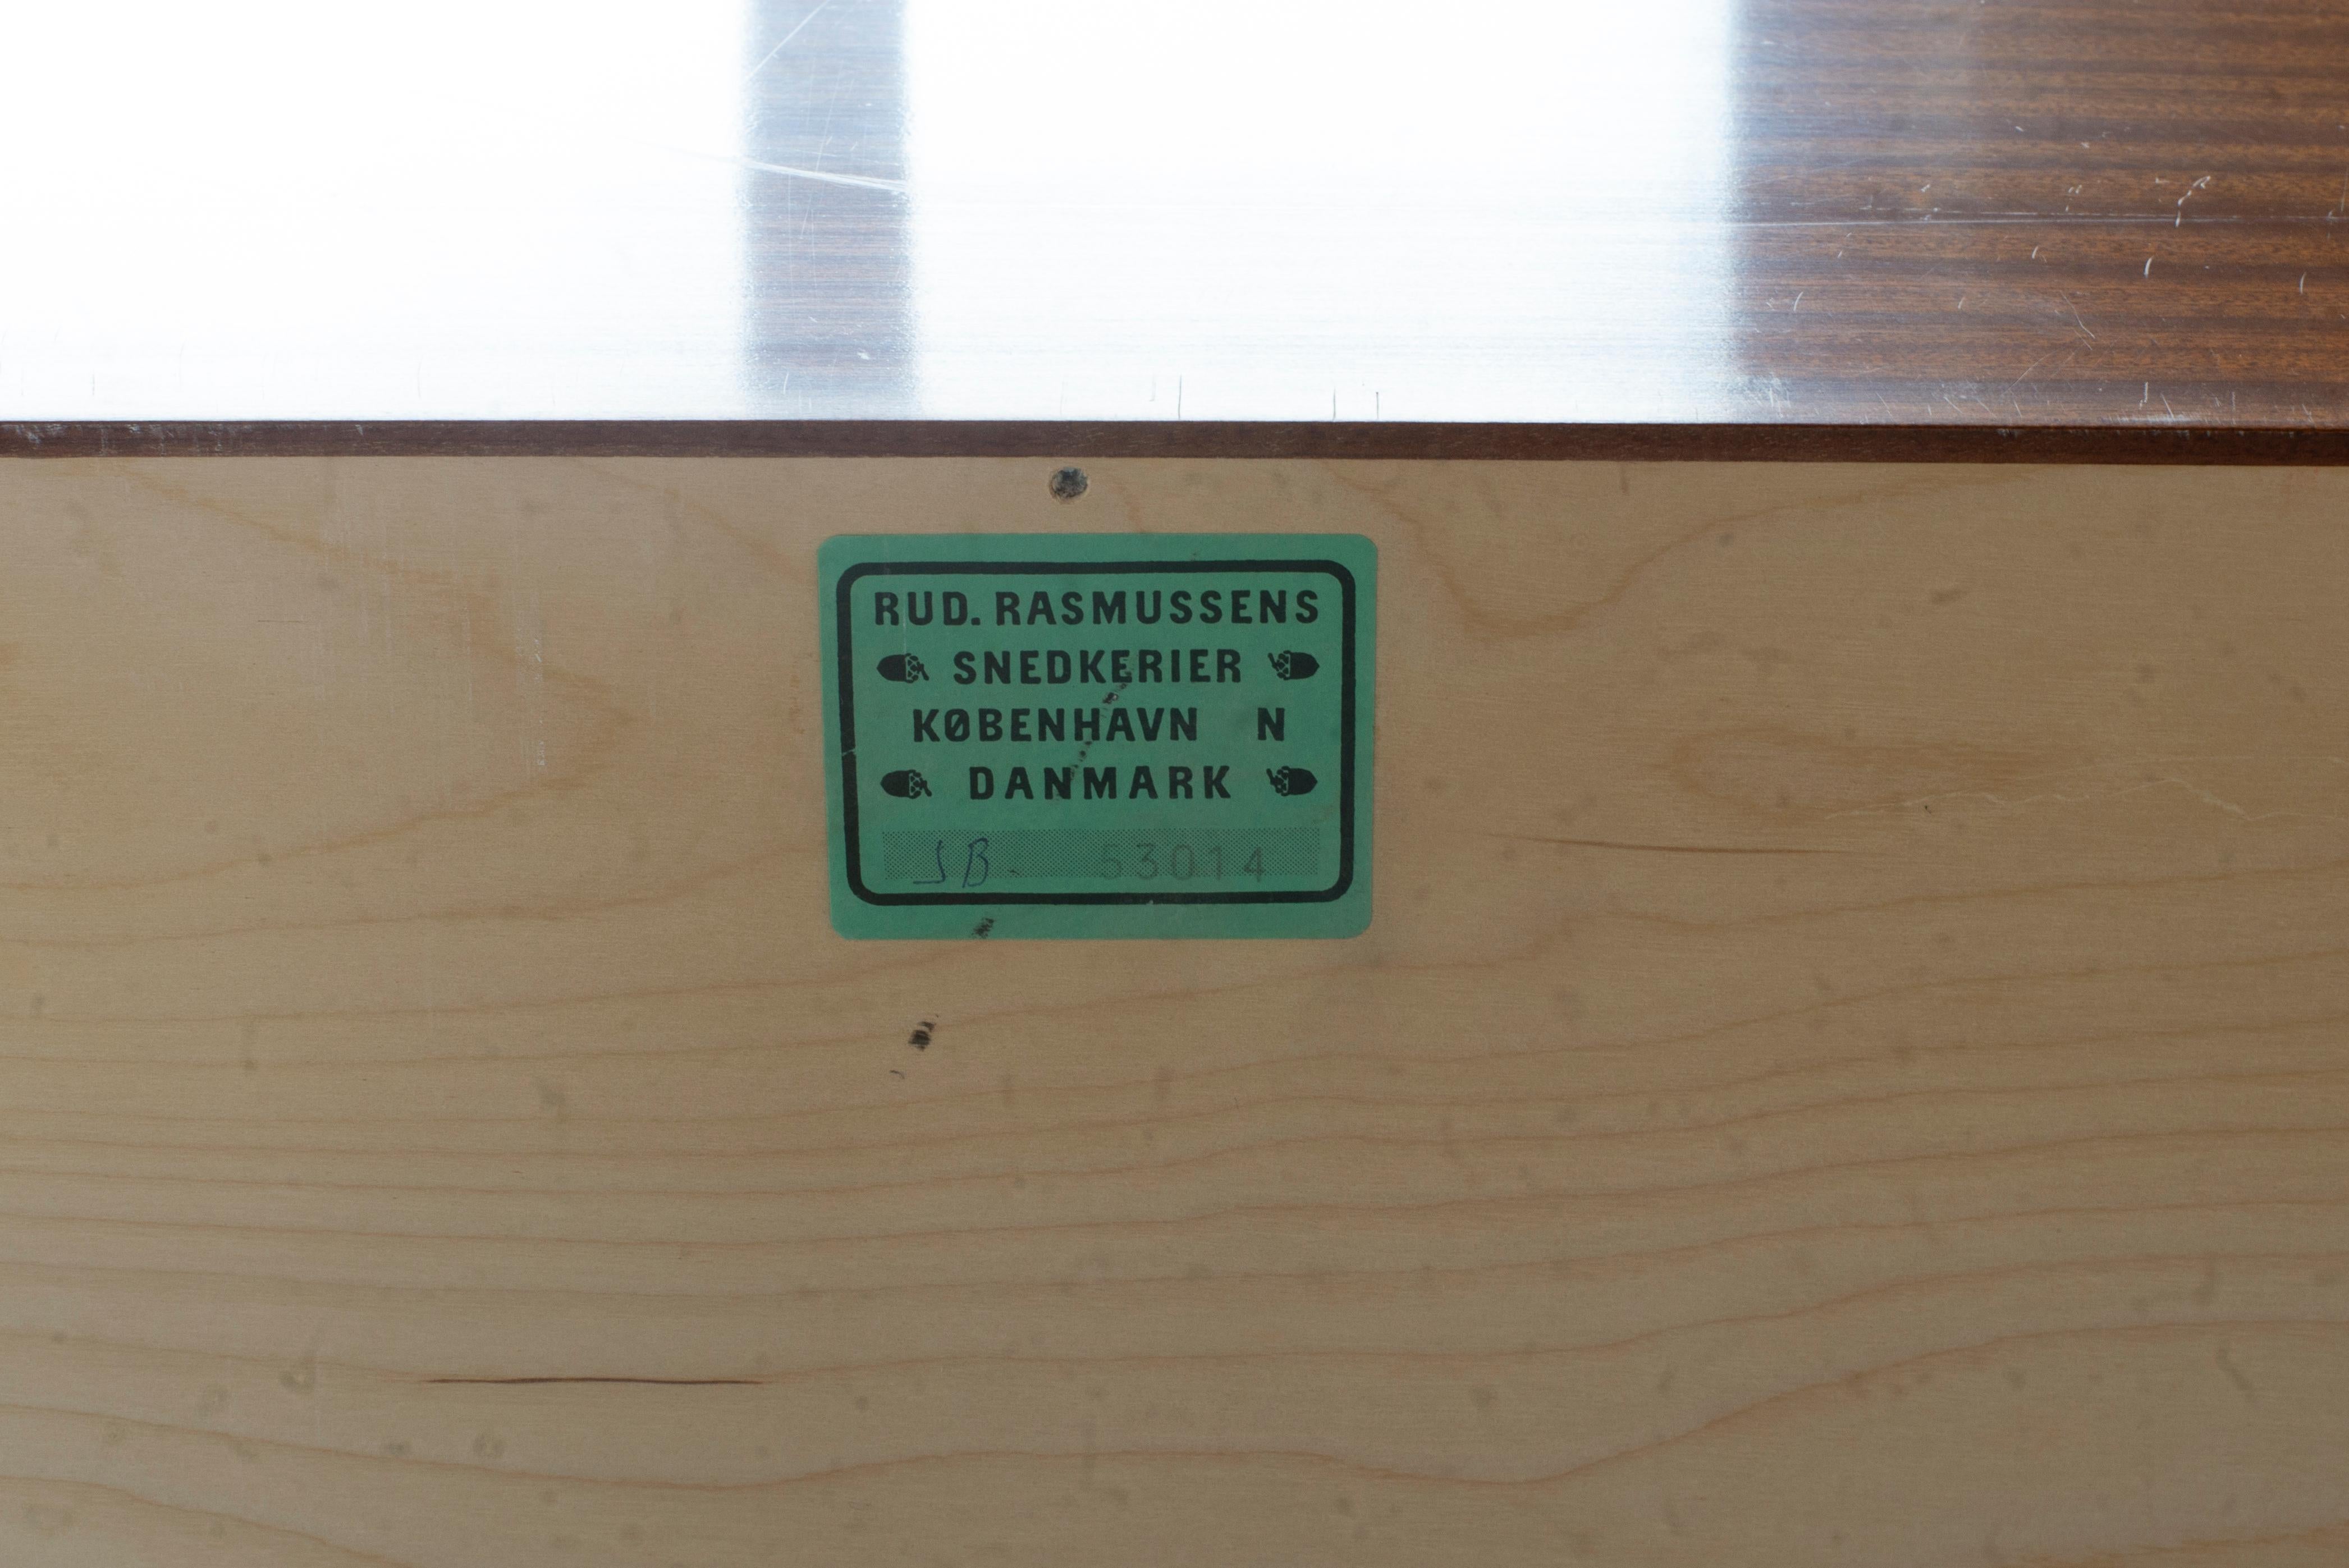 RUD. RASMUSSENS
SNEDKERIER
KØBENHAVN N
DANMARK
SB 53014